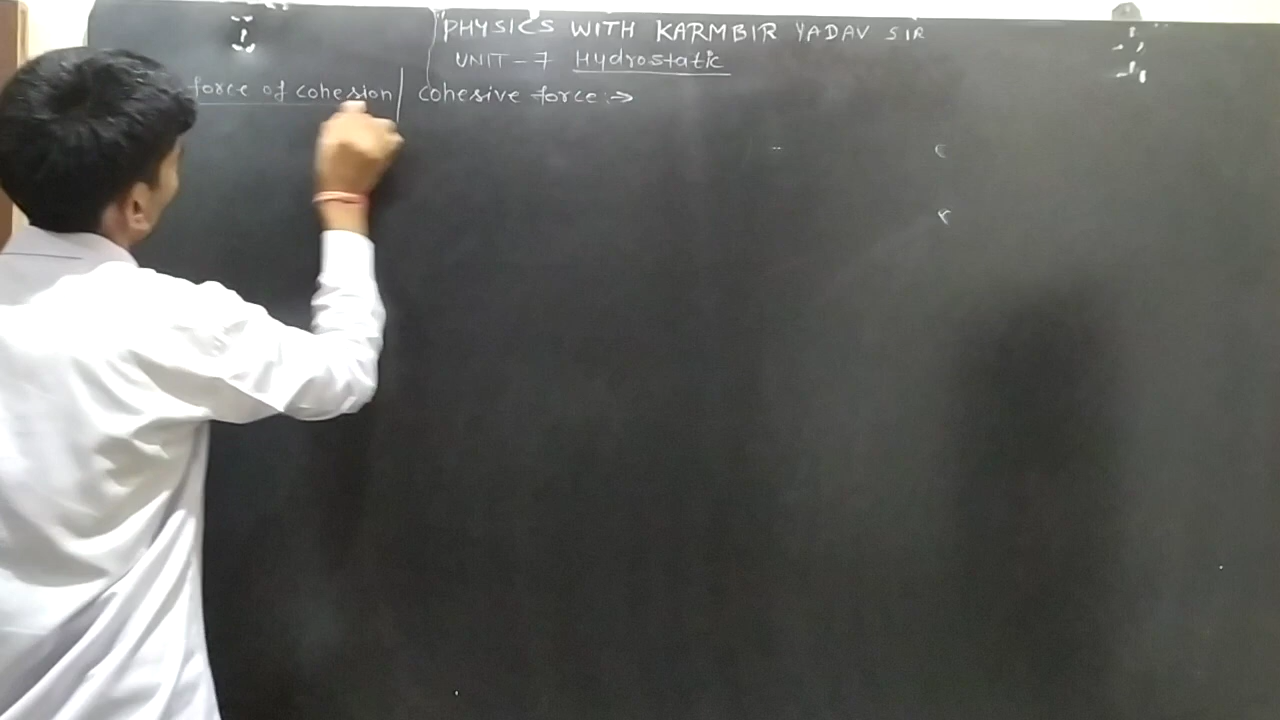 PHYSICS WITH KARMBIR YADAV SIR
UNIT - 7 Hydrostatic
force of cohesion | cohesive force :→